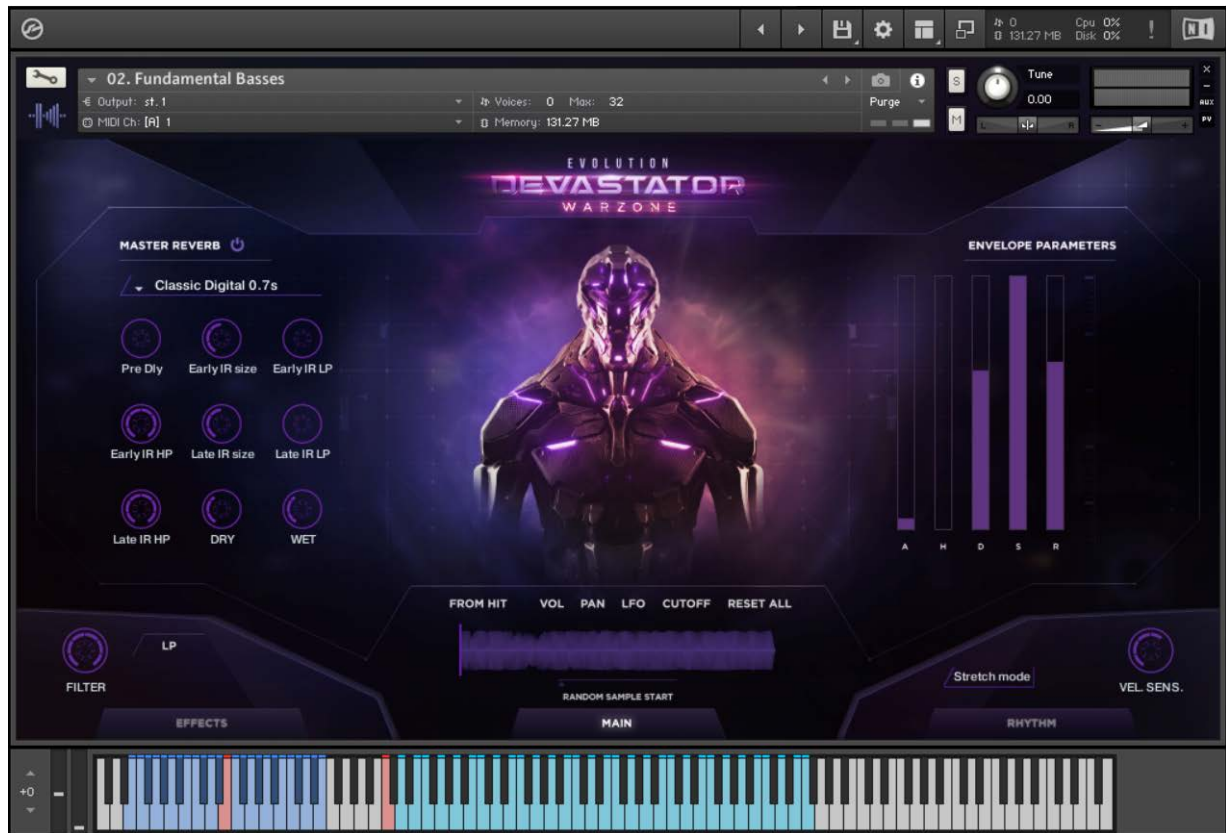 0 Cpu 0%
0 131.27 MB Disk 0%
NI
02. Fundamental Basses
Output: st. 1
Voices: 0 Max: 32
Purge
MIDI Ch: [A] 1
Memory: 131.27 MB
S
M
Tune
0.00
L R
AUX
PV
EVOLUTION
DEVASTATOR
WARZONE
MASTER REVERB
Classic Digital 0.7s
Pre Dly Early IR size Early IR LP
Early IR HP Late IR size Late IR LP
Late IR HP DRY WET
ENVELOPE PARAMETERS
A H D S R
FROM HIT VOL PAN LFO CUTOFF RESET ALL
RANDOM SAMPLE START
FILTER
LP
Stretch mode
VEL. SENS.
EFFECTS MAIN RHYTHM
+0